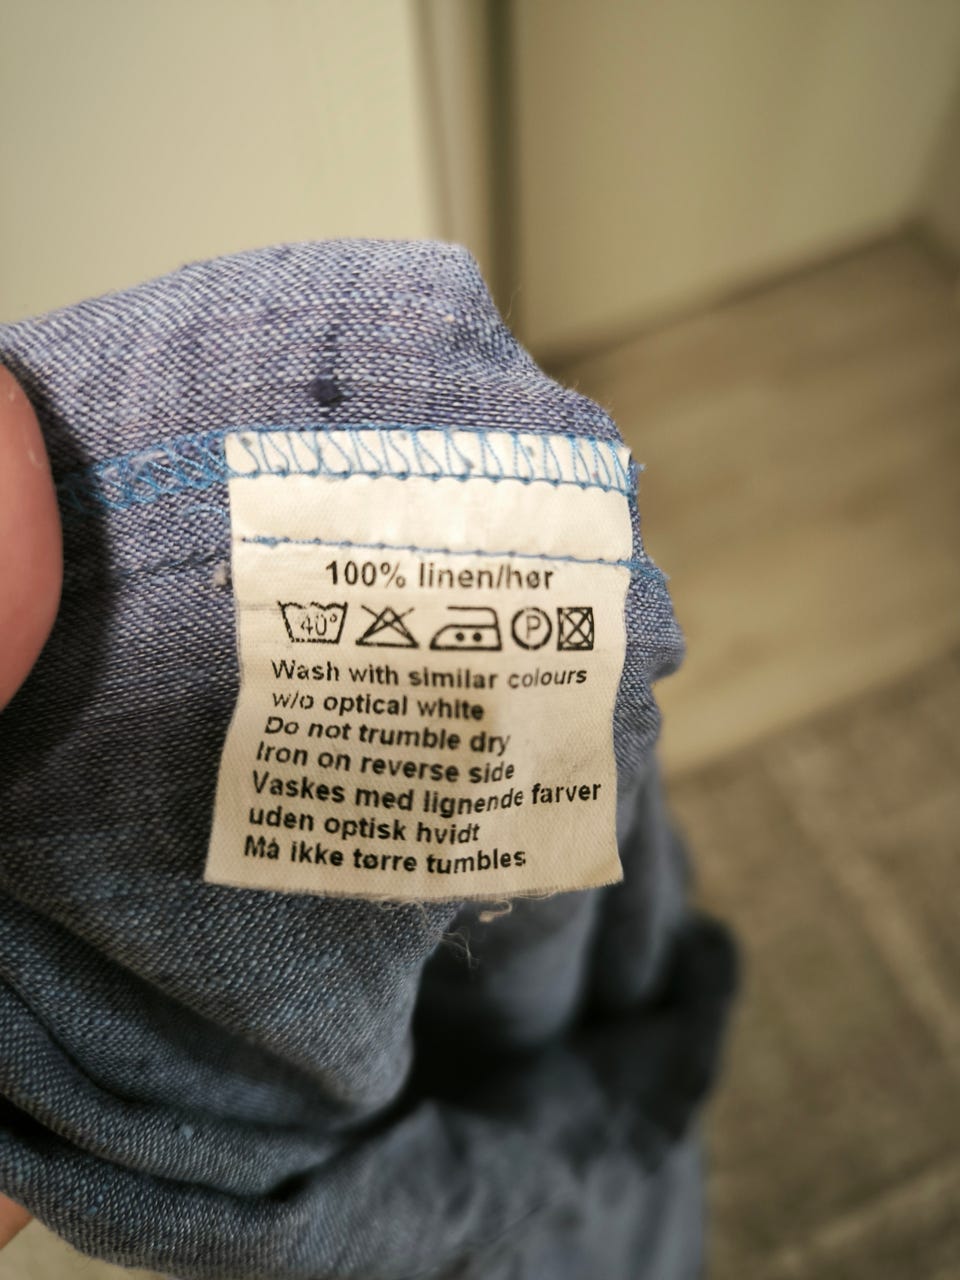 100% linen/hør
40° P
Wash with similar colours
w/o optical white
Do not trumble dry
Iron on reverse side
Vaskes med lignende farver
uden optisk hvidt
Må ikke tørre tumbles